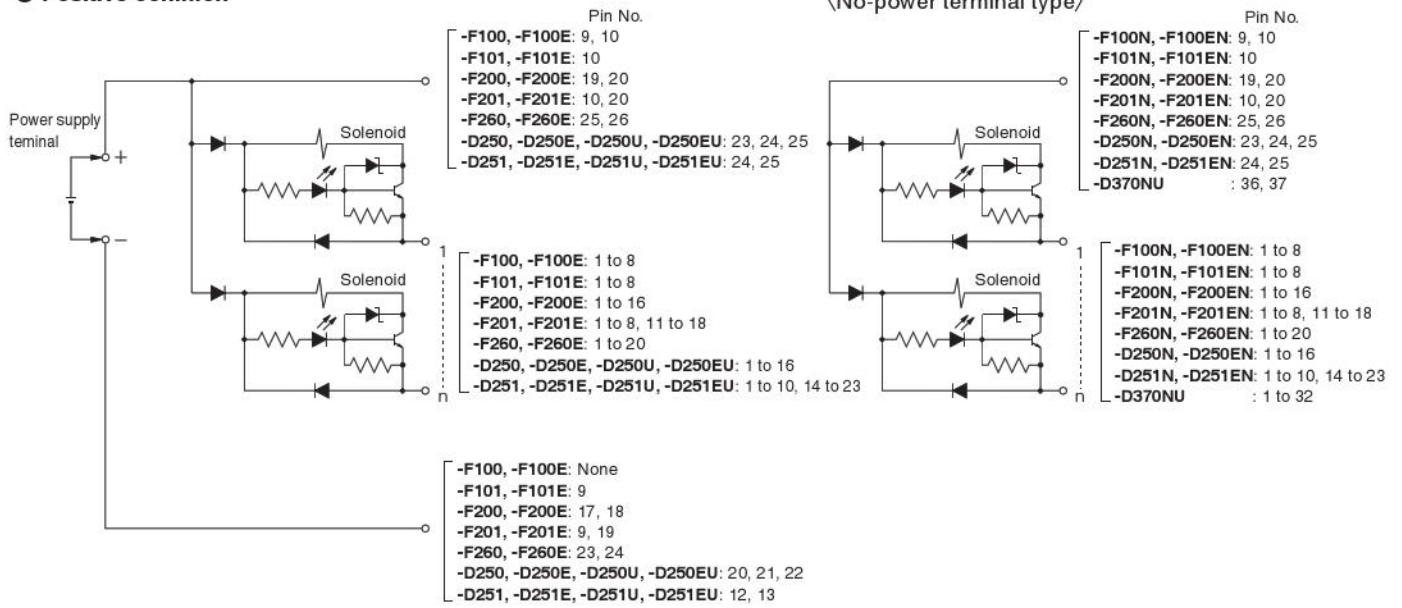 Positive common
Pin No.
-F100, -F100E: 9, 10
-F101, -F101E: 10
-F200, -F200E: 19, 20
-F201, -F201E: 10, 20
-F260, -F260E: 25, 26
-D250, -D250E, -D250U, -D250EU: 23, 24, 25
-D251, -D251E, -D251U, -D251EU: 24, 25
Power supply
teminal
+
−
Solenoid
Solenoid
1
n
-F100, -F100E: 1 to 8
-F101, -F101E: 1 to 8
-F200, -F200E: 1 to 16
-F201, -F201E: 1 to 8, 11 to 18
-F260, -F260E: 1 to 20
-D250, -D250E, -D250U, -D250EU: 1 to 16
-D251, -D251E, -D251U, -D251EU: 1 to 10, 14 to 23
-F100, -F100E: None
-F101, -F101E: 9
-F200, -F200E: 17, 18
-F201, -F201E: 9, 19
-F260, -F260E: 23, 24
-D250, -D250E, -D250U, -D250EU: 20, 21, 22
-D251, -D251E, -D251U, -D251EU: 12, 13
〈No-power terminal type〉
Pin No.
-F100N, -F100EN: 9, 10
-F101N, -F101EN: 10
-F200N, -F200EN: 19, 20
-F201N, -F201EN: 10, 20
-F260N, -F260EN: 25, 26
-D250N, -D250EN: 23, 24, 25
-D251N, -D251EN: 24, 25
-D370NU : 36, 37
Solenoid
Solenoid
1
n
-F100N, -F100EN: 1 to 8
-F101N, -F101EN: 1 to 8
-F200N, -F200EN: 1 to 16
-F201N, -F201EN: 1 to 8, 11 to 18
-F260N, -F260EN: 1 to 20
-D250N, -D250EN: 1 to 16
-D251N, -D251EN: 1 to 10, 14 to 23
-D370NU : 1 to 32